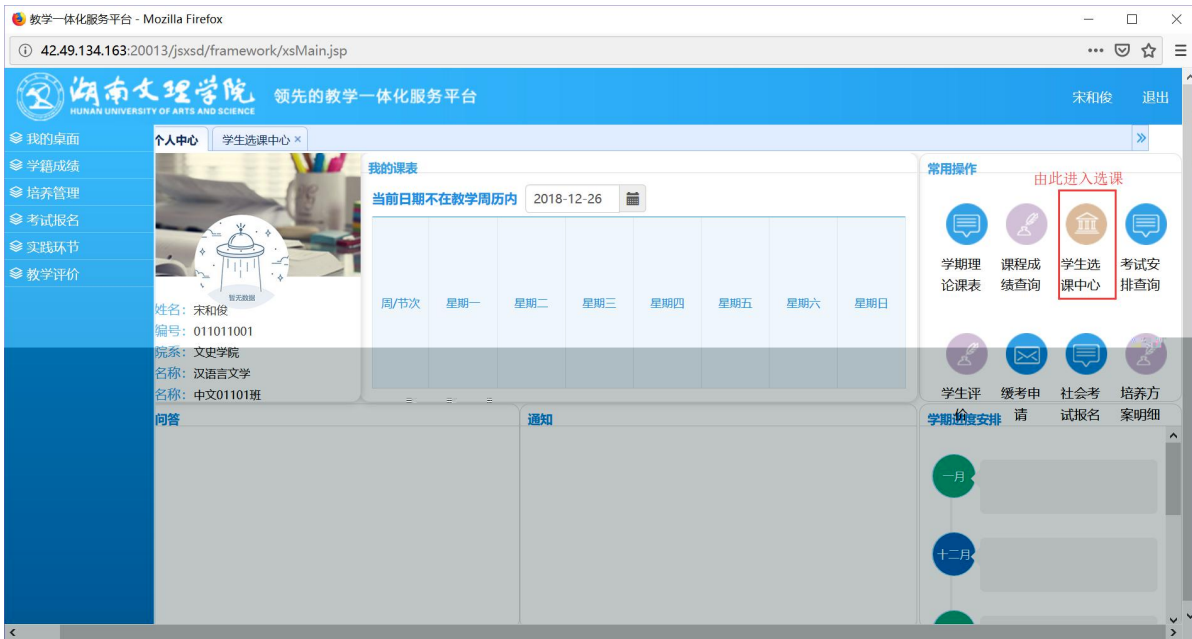 教学一体化服务平台 - Mozilla Firefox
42.49.134.163:20013/jsxsd/framework/xsMain.jsp
湖南文理学院
HUNAN UNIVERSITY OF ARTS AND SCIENCE
领先的教学一体化服务平台
宋和俊 退出
我的桌面
学籍成绩
培养管理
考试报名
实践环节
教学评价
个人中心 学生选课中心 ×
暂无数据
姓名：宋和俊
编号：011011001
院系：文史学院
名称：汉语言文学
名称：中文01101班
我的课表
当前日期不在教学周历内 2018-12-26
周/节次 星期一 星期二 星期三 星期四 星期五 星期六 星期日
常用操作
由此进入选课
学期理论课表
课程成绩查询
学生选课中心
考试安排查询
学生评价
缓考申请
社会考试报名
培养方案明细
问答
通知
学期进度安排
一月
十二月